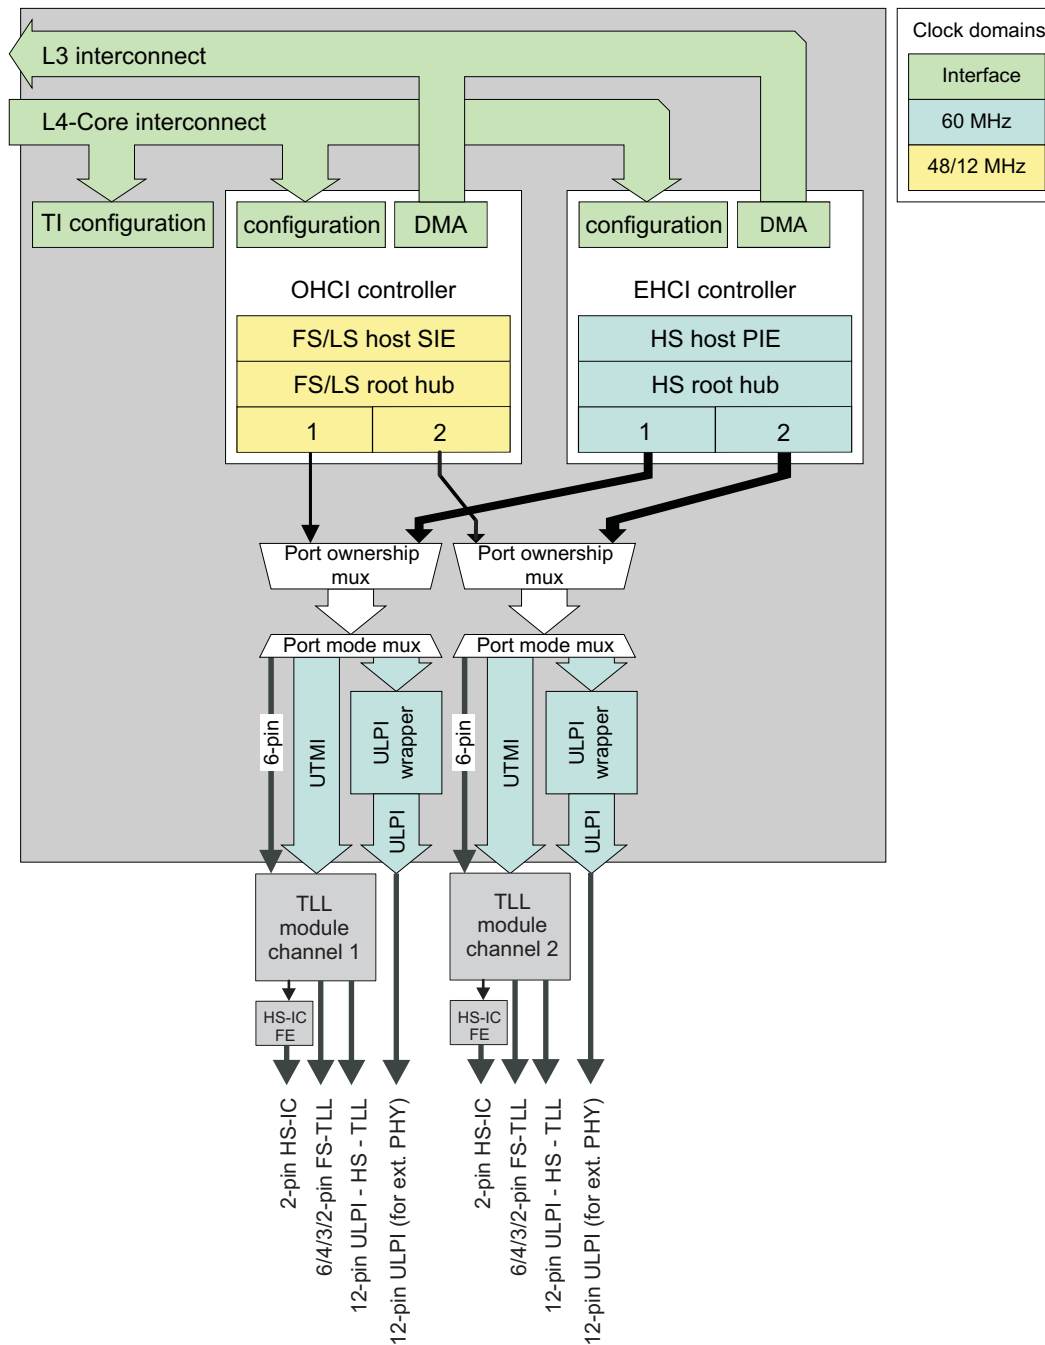 Clock domains
Interface
60 MHz
48/12 MHz
L3 interconnect
L4-Core interconnect
TI configuration
configuration
DMA
configuration
DMA
OHCI controller
EHCI controller
FS/LS host SIE
FS/LS root hub
1
2
HS host PIE
HS root hub
1
2
Port ownership
mux
Port ownership
mux
Port mode mux
Port mode mux
6-pin
UTMI
ULPI
wrapper
ULPI
6-pin
UTMI
ULPI
wrapper
ULPI
TLL
module
channel 1
TLL
module
channel 2
HS-IC
FE
HS-IC
FE
2-pin HS-IC
6/4/3/2-pin FS-TLL
12-pin ULPI - HS - TLL
12-pin ULPI (for ext. PHY)
2-pin HS-IC
6/4/3/2-pin FS-TLL
12-pin ULPI - HS - TLL
12-pin ULPI (for ext. PHY)